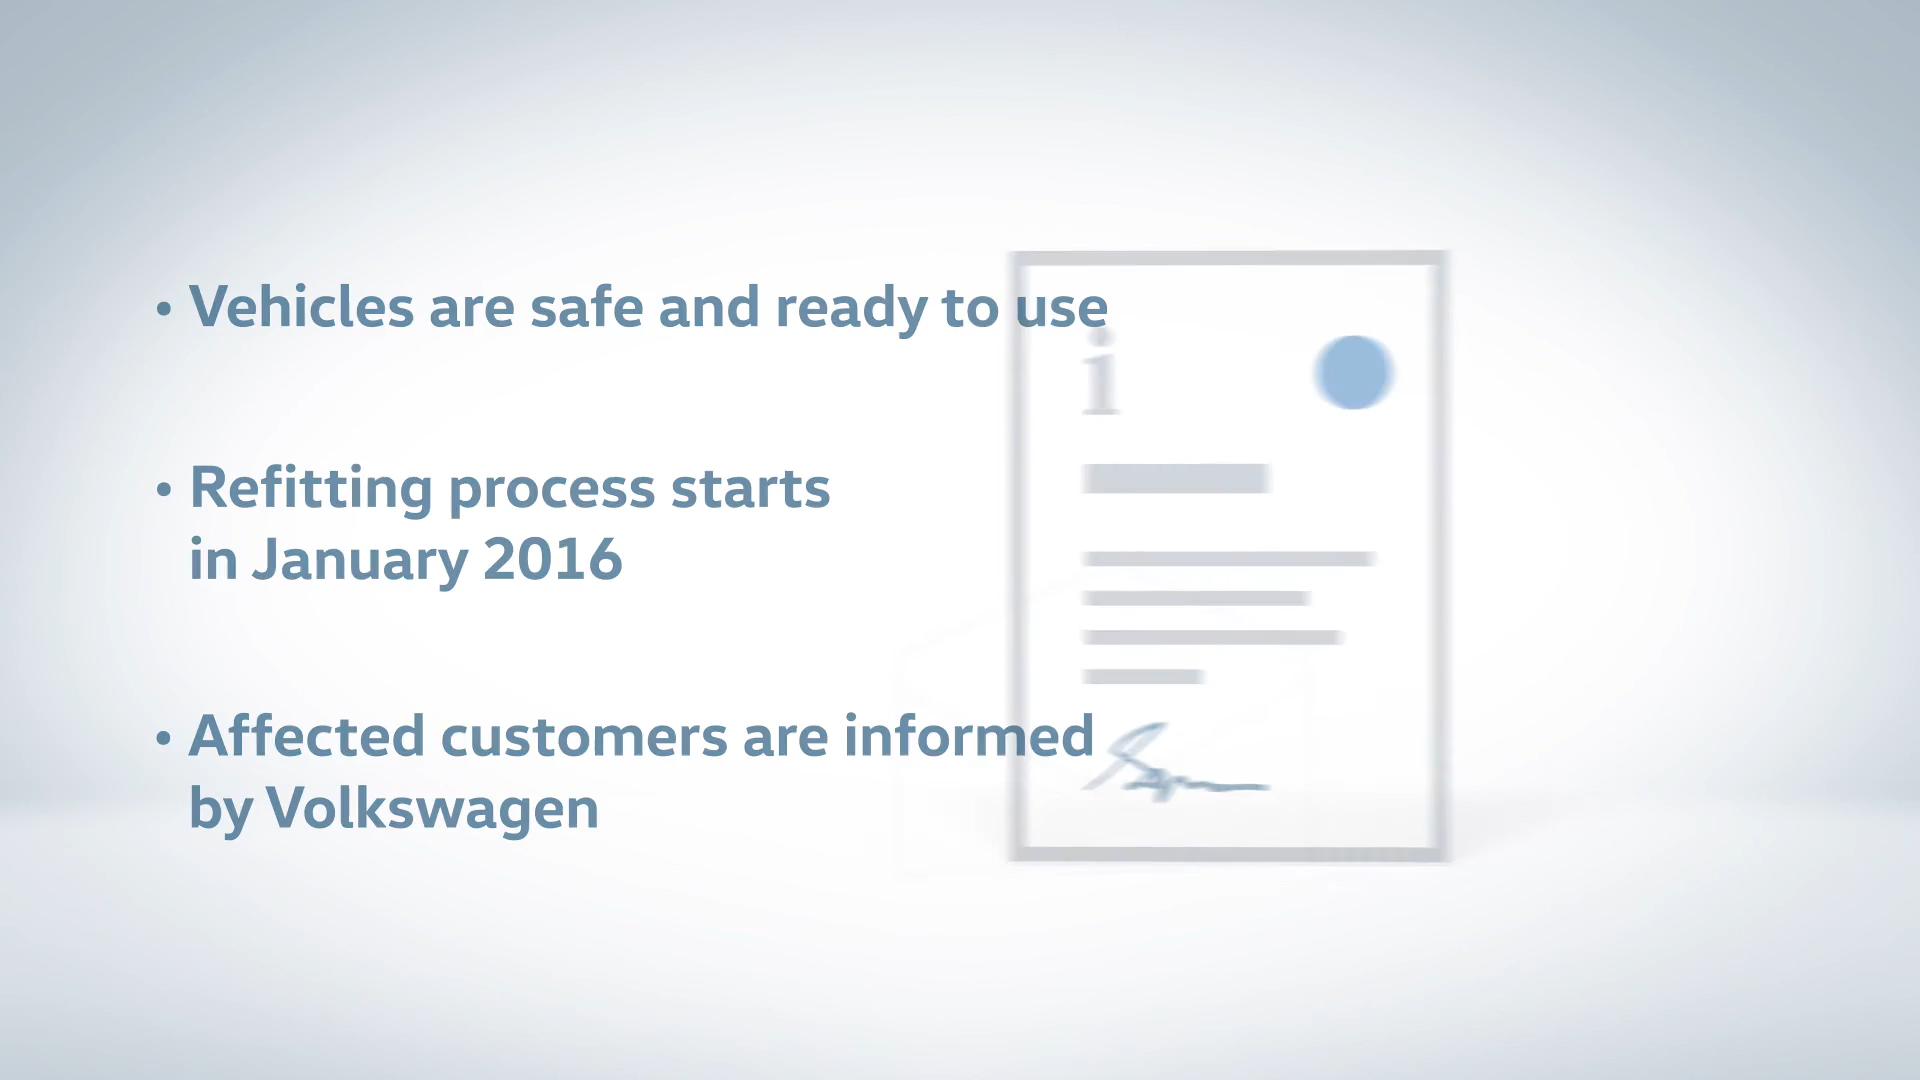 • Vehicles are safe and ready to use
i
• Refitting process starts
in January 2016
• Affected customers are informed
by Volkswagen